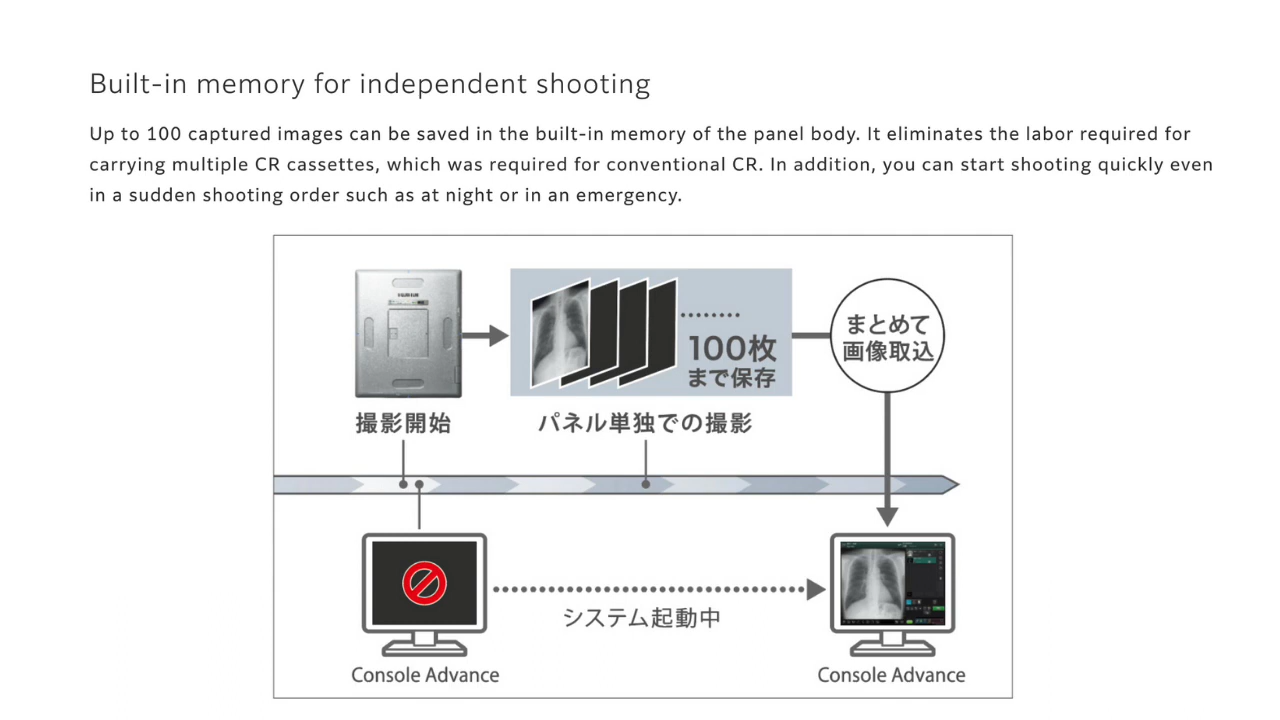 Built-in memory for independent shooting
Up to 100 captured images can be saved in the built-in memory of the panel body. It eliminates the labor required for
carrying multiple CR cassettes, which was required for conventional CR. In addition, you can start shooting quickly even
in a sudden shooting order such as at night or in an emergency.
100枚
まで保存
まとめて
画像取込
撮影開始
パネル単独での撮影
システム起動中
Console Advance
Console Advance